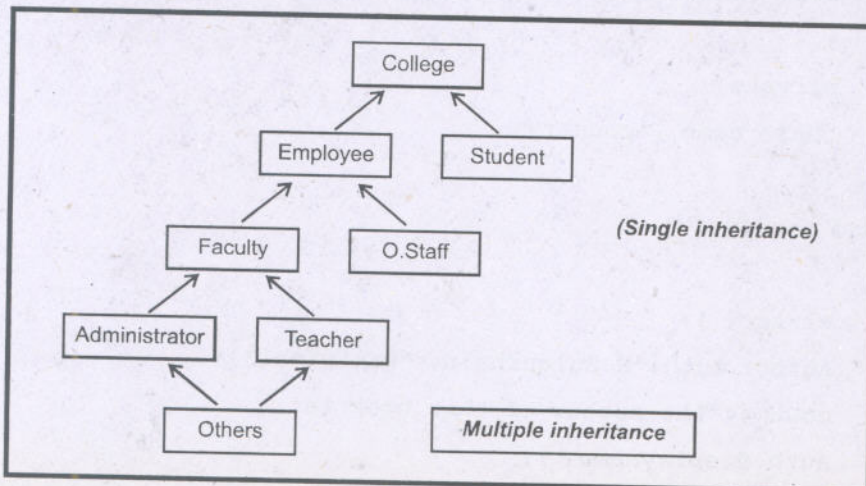 College
Employee
Student
Faculty
O.Staff
(Single inheritance)
Administrator
Teacher
Others
Multiple inheritance